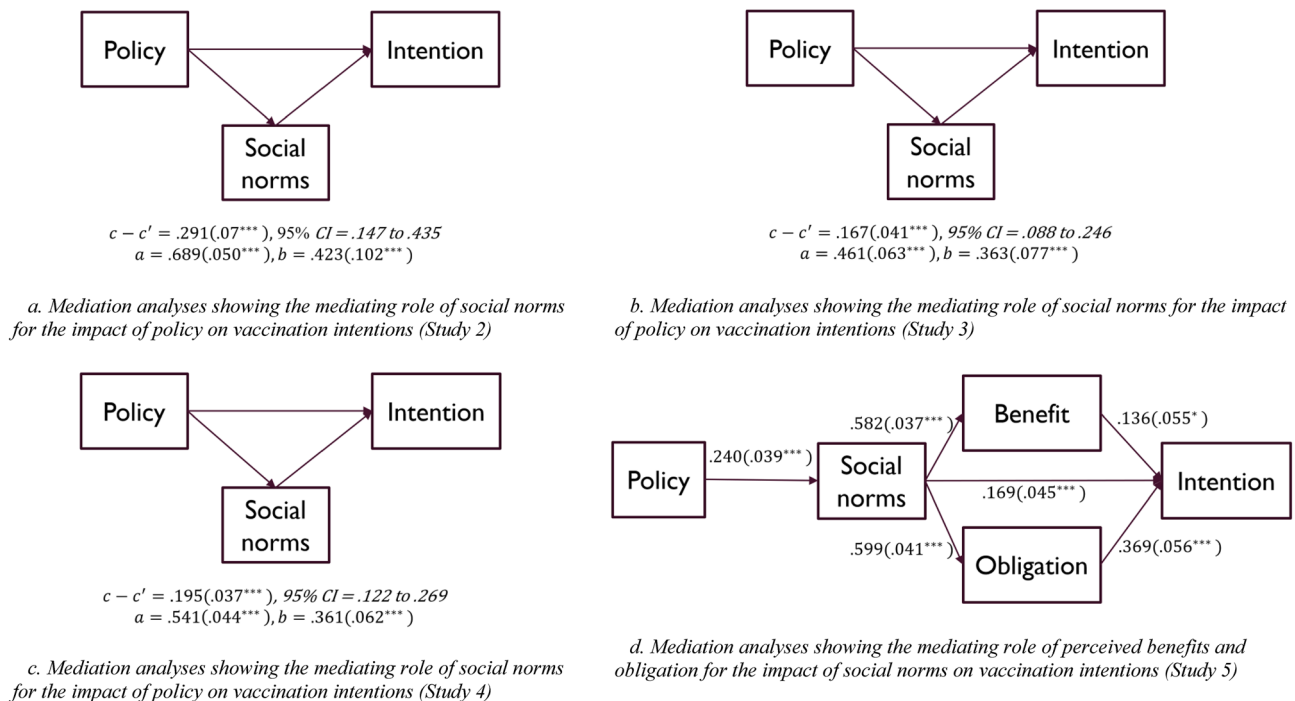 Policy
Intention
Social
norms
c − c′ = .291(.07***), 95% CI = .147 to .435
a = .689(.050***), b = .423(.102***)
a. Mediation analyses showing the mediating role of social norms
for the impact of policy on vaccination intentions (Study 2)
Policy
Intention
Social
norms
c − c′ = .167(.041***), 95% CI = .088 to .246
a = .461(.063***), b = .363(.077***)
b. Mediation analyses showing the mediating role of social norms for the impact
of policy on vaccination intentions (Study 3)
Policy
Intention
Social
norms
c − c′ = .195(.037***), 95% CI = .122 to .269
a = .541(.044***), b = .361(.062***)
c. Mediation analyses showing the mediating role of social norms
for the impact of policy on vaccination intentions (Study 4)
Policy
.240(.039***)
Social
norms
.582(.037***)
Benefit
.136(.055*)
.169(.045***)
Intention
.599(.041***)
Obligation
.369(.056***)
d. Mediation analyses showing the mediating role of perceived benefits and
obligation for the impact of social norms on vaccination intentions (Study 5)